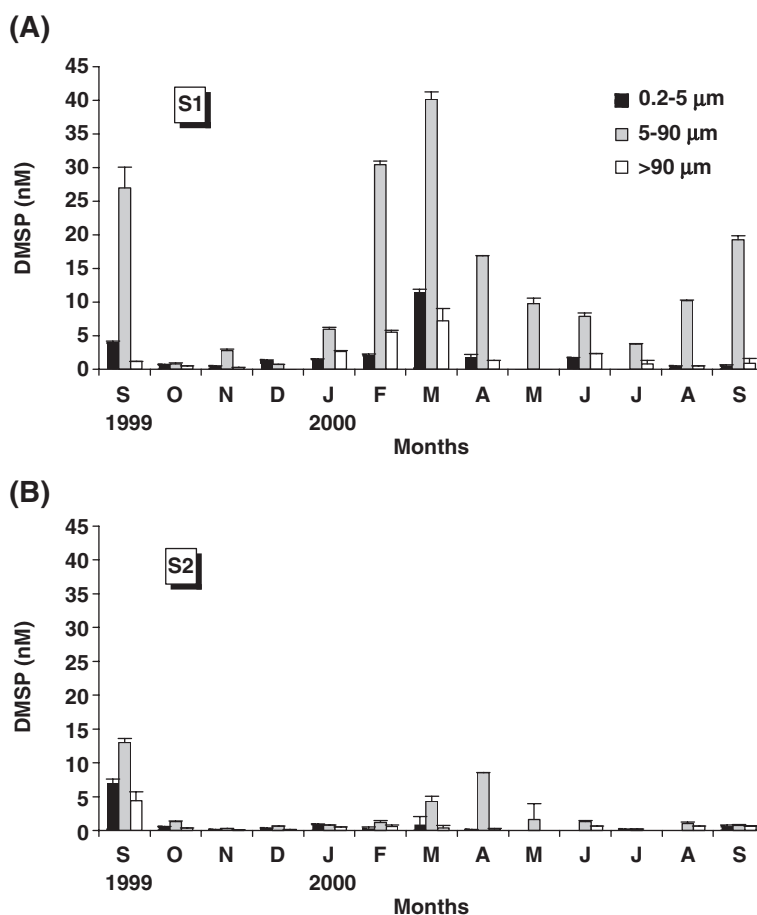 (A)
S1
45
40
35
30
25
20
15
10
5
0
DMSP (nM)
0.2-5 µm
5-90 µm
>90 µm
S O N D J F M A M J J A S
1999 2000
Months
(B)
S2
45
40
35
30
25
20
15
10
5
0
DMSP (nM)
S O N D J F M A M J J A S
1999 2000
Months